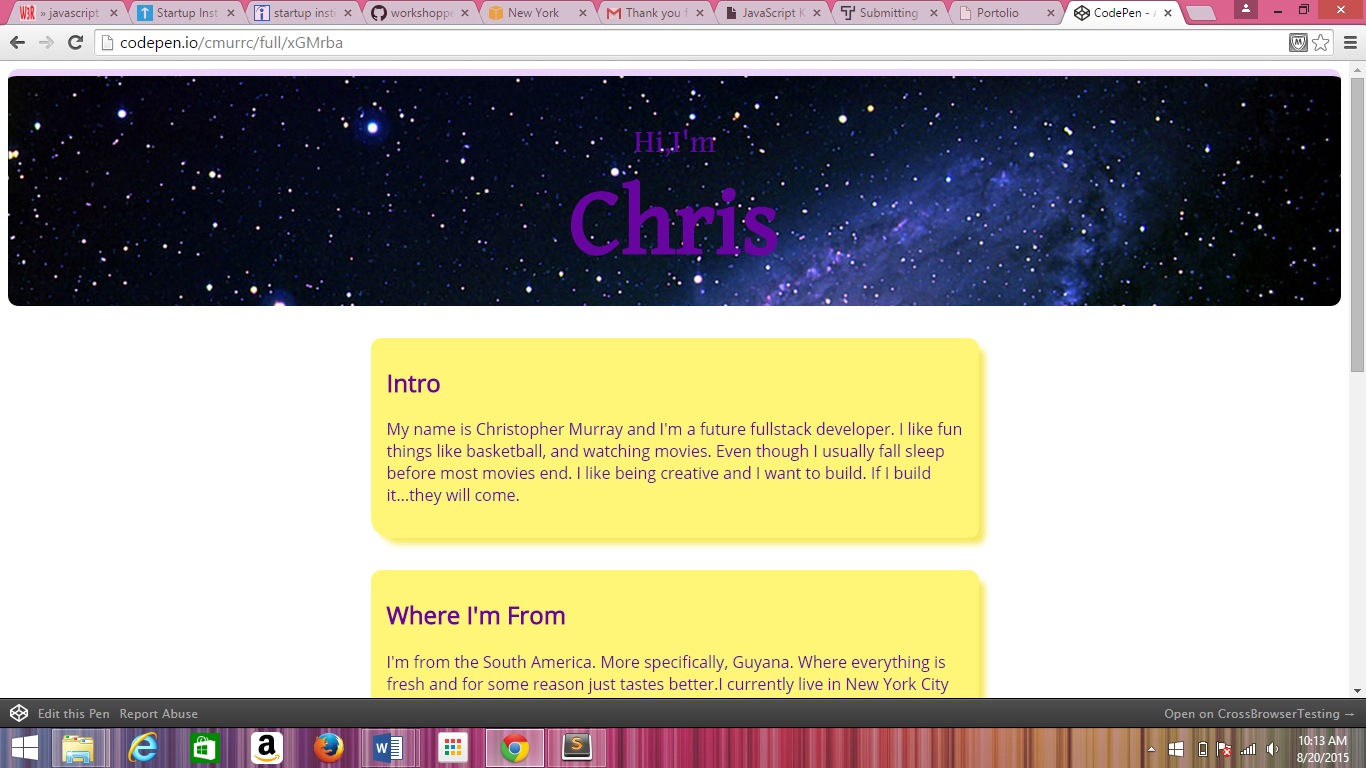 » javascript
Startup Inst
startup insti
workshoppe
New York
Thank you f
JavaScript K
Submitting
Portolio
CodePen - A
codepen.io/cmurrc/full/xGMrba
Hi,I'm
Chris
Intro
My name is Christopher Murray and I'm a future fullstack developer. I like fun
things like basketball, and watching movies. Even though I usually fall sleep
before most movies end. I like being creative and I want to build. If I build
it...they will come.
Where I'm From
I'm from the South America. More specifically, Guyana. Where everything is
fresh and for some reason just tastes better.I currently live in New York City
Edit this Pen Report Abuse
Open on CrossBrowserTesting →
10:13 AM
8/20/2015